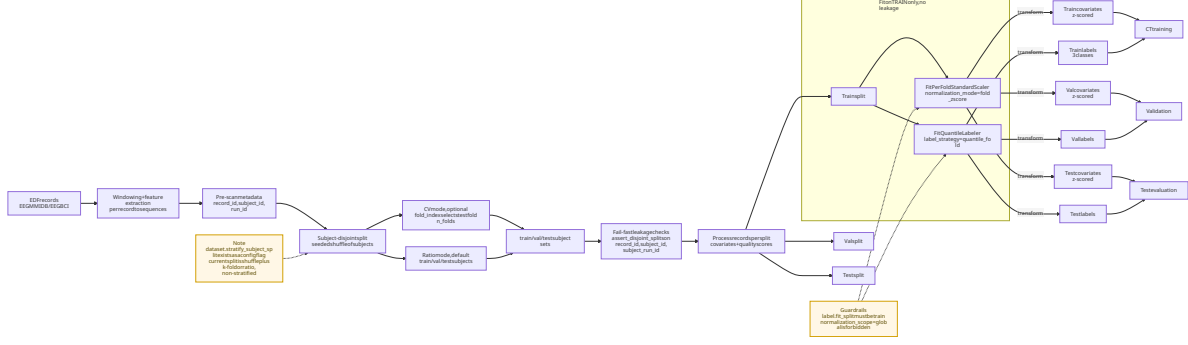 EDFrecords
EEGMMIDB/EEGBCI
Windowing+feature
extraction
perrecordtosequences
Pre-scanmetadata
record_id,subject_id,
run_id
Note
dataset.stratify_subject_sp
litexistsasaconfigflag
currentsplitisshuffleplus
k-foldorratio,
non-stratified
Subject-disjointsplit
seededshuffleofsubjects
CVmode,optional
fold_indexselectstestfold
n_folds
Ratiomode,default
train/val/testsubjects
train/val/testsubject
sets
Fail-fastleakagechecks
assert_disjoint_splitson
record_id,subject_id,
subject_run_id
Processrecordspersplit
covariates+qualityscores
FitonTRAINonly,no
leakage
Trainsplit
FitPerFoldStandardScaler
normalization_mode=fold
_zscore
FitQuantileLabeler
label_strategy=quantile_fo
ld
Valsplit
Testsplit
Guardrails
label.fit_splitmustbetrain
normalization_scope=glob
alisforbidden
transform
Traincovariates
z-scored
transform
Trainlabels
3classes
CTtraining
transform
Valcovariates
z-scored
transform
Vallabels
Validation
transform
Testcovariates
z-scored
transform
Testlabels
Testevaluation